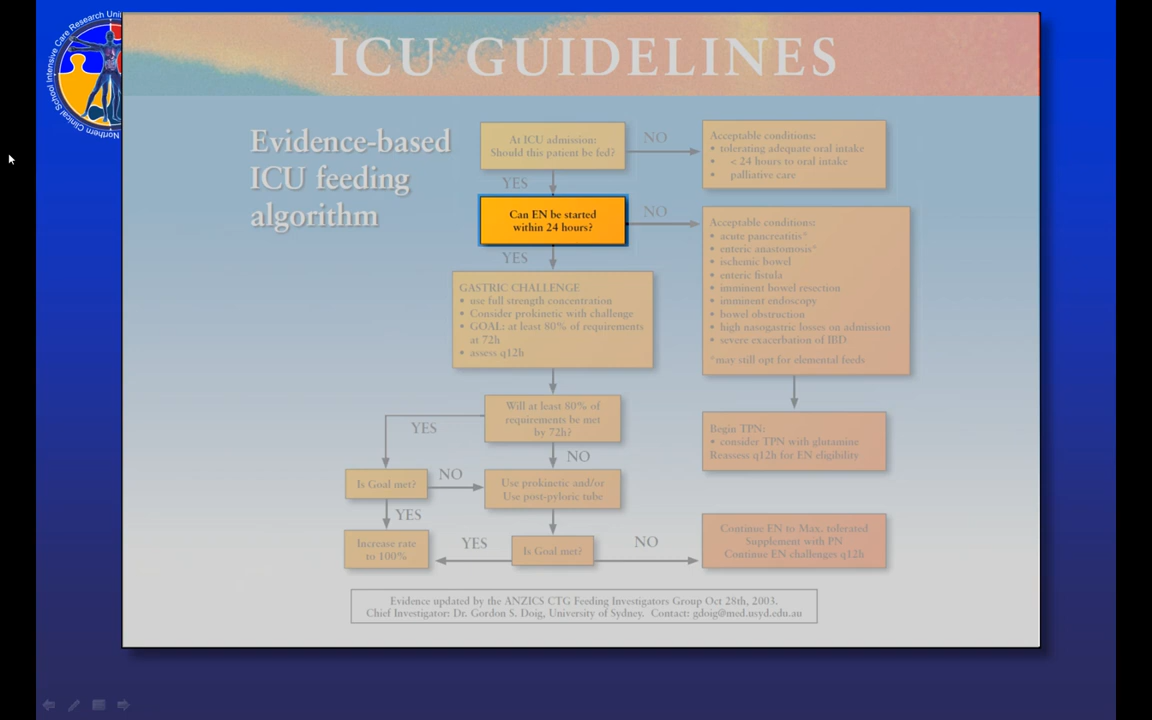 Northern Clinical School Intensive Care Research Uni
ICU GUIDELINES
Evidence-based
ICU feeding
algorithm
At ICU admission:
Should this patient be fed?
NO
Acceptable conditions:
• tolerating adequate oral intake
• < 24 hours to oral intake
• palliative care
YES
Can EN be started
within 24 hours?
NO
Acceptable conditions:
• acute pancreatitis*
• enteric anastomosis*
• ischemic bowel
• enteric fistula
• imminent bowel resection
• imminent endoscopy
• bowel obstruction
• high nasogastric losses on admission
• severe exacerbation of IBD
*may still opt for elemental feeds
YES
GASTRIC CHALLENGE
• use full strength concentration
• Consider prokinetic with challenge
• GOAL: at least 80% of requirements
at 72h
• assess q12h
Will at least 80% of
requirements be met
by 72h?
YES
NO
Begin TPN:
• consider TPN with glutamine
Reassess q12h for EN eligibility
Is Goal met?
NO
Use prokinetic and/or
Use post-pyloric tube
YES
Increase rate
to 100%
YES
Is Goal met?
NO
Continue EN to Max. tolerated
Supplement with PN
Continue EN challenges q12h
Evidence updated by the ANZICS CTG Feeding Investigators Group Oct 28th, 2003.
Chief Investigator: Dr. Gordon S. Doig, University of Sydney. Contact: gdoig@med.usyd.edu.au